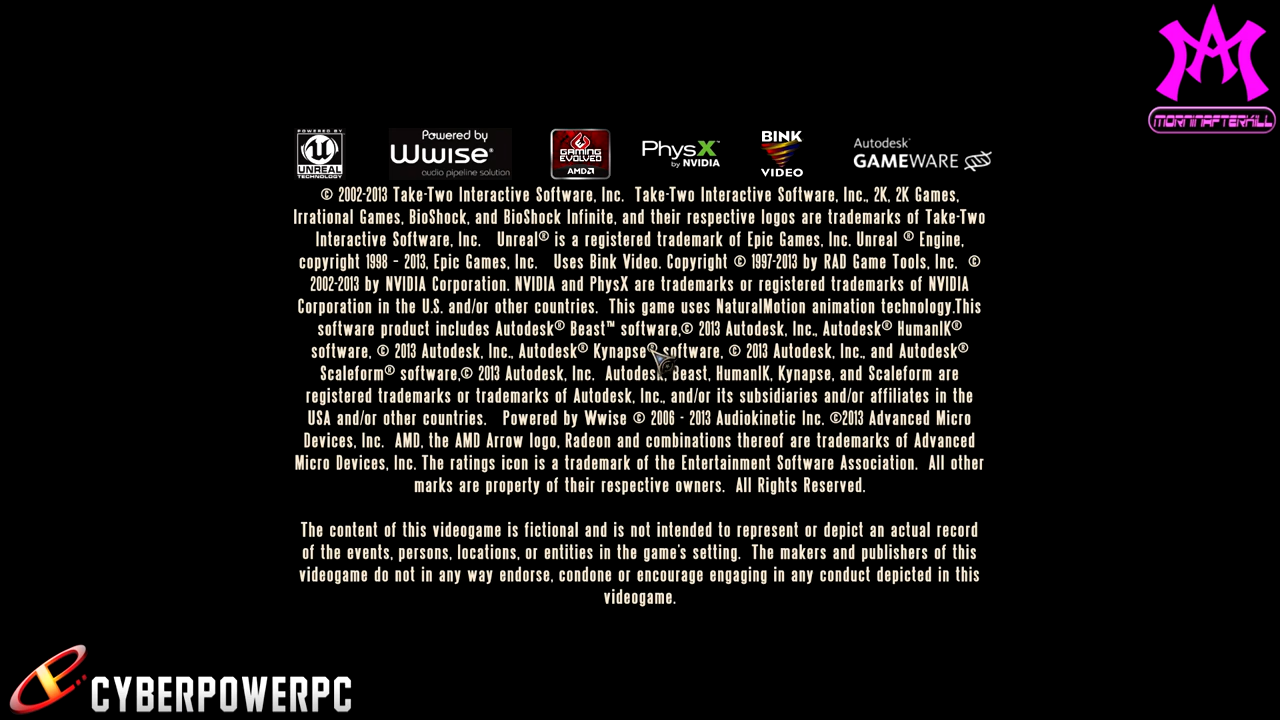 MORNINAFTERKILL
POWERED BY
UNREAL
TECHNOLOGY
Powered by
Wwise®
audio pipeline solution
GAMING
EVOLVED
AMD
PhysX™
by NVIDIA
BINK
VIDEO
Autodesk®
GAMEWARE
© 2002-2013 Take-Two Interactive Software, Inc. Take-Two Interactive Software, Inc., 2K, 2K Games,
Irrational Games, BioShock, and BioShock Infinite, and their respective logos are trademarks of Take-Two
Interactive Software, Inc. Unreal® is a registered trademark of Epic Games, Inc. Unreal ® Engine,
copyright 1998 - 2013, Epic Games, Inc. Uses Bink Video. Copyright © 1997-2013 by RAD Game Tools, Inc. ©
2002-2013 by NVIDIA Corporation. NVIDIA and PhysX are trademarks or registered trademarks of NVIDIA
Corporation in the U.S. and/or other countries. This game uses NaturalMotion animation technology.This
software product includes Autodesk® Beast™ software,© 2013 Autodesk, Inc., Autodesk® HumanIK®
software, © 2013 Autodesk, Inc., Autodesk® Kynapse® software, © 2013 Autodesk, Inc., and Autodesk®
Scaleform® software,© 2013 Autodesk, Inc. Autodesk, Beast, HumanIK, Kynapse, and Scaleform are
registered trademarks or trademarks of Autodesk, Inc., and/or its subsidiaries and/or affiliates in the
USA and/or other countries. Powered by Wwise © 2006 - 2013 Audiokinetic Inc. ©2013 Advanced Micro
Devices, Inc. AMD, the AMD Arrow logo, Radeon and combinations thereof are trademarks of Advanced
Micro Devices, Inc. The ratings icon is a trademark of the Entertainment Software Association. All other
marks are property of their respective owners. All Rights Reserved.
The content of this videogame is fictional and is not intended to represent or depict an actual record
of the events, persons, locations, or entities in the game's setting. The makers and publishers of this
videogame do not in any way endorse, condone or encourage engaging in any conduct depicted in this
videogame.
CYBERPOWERPC